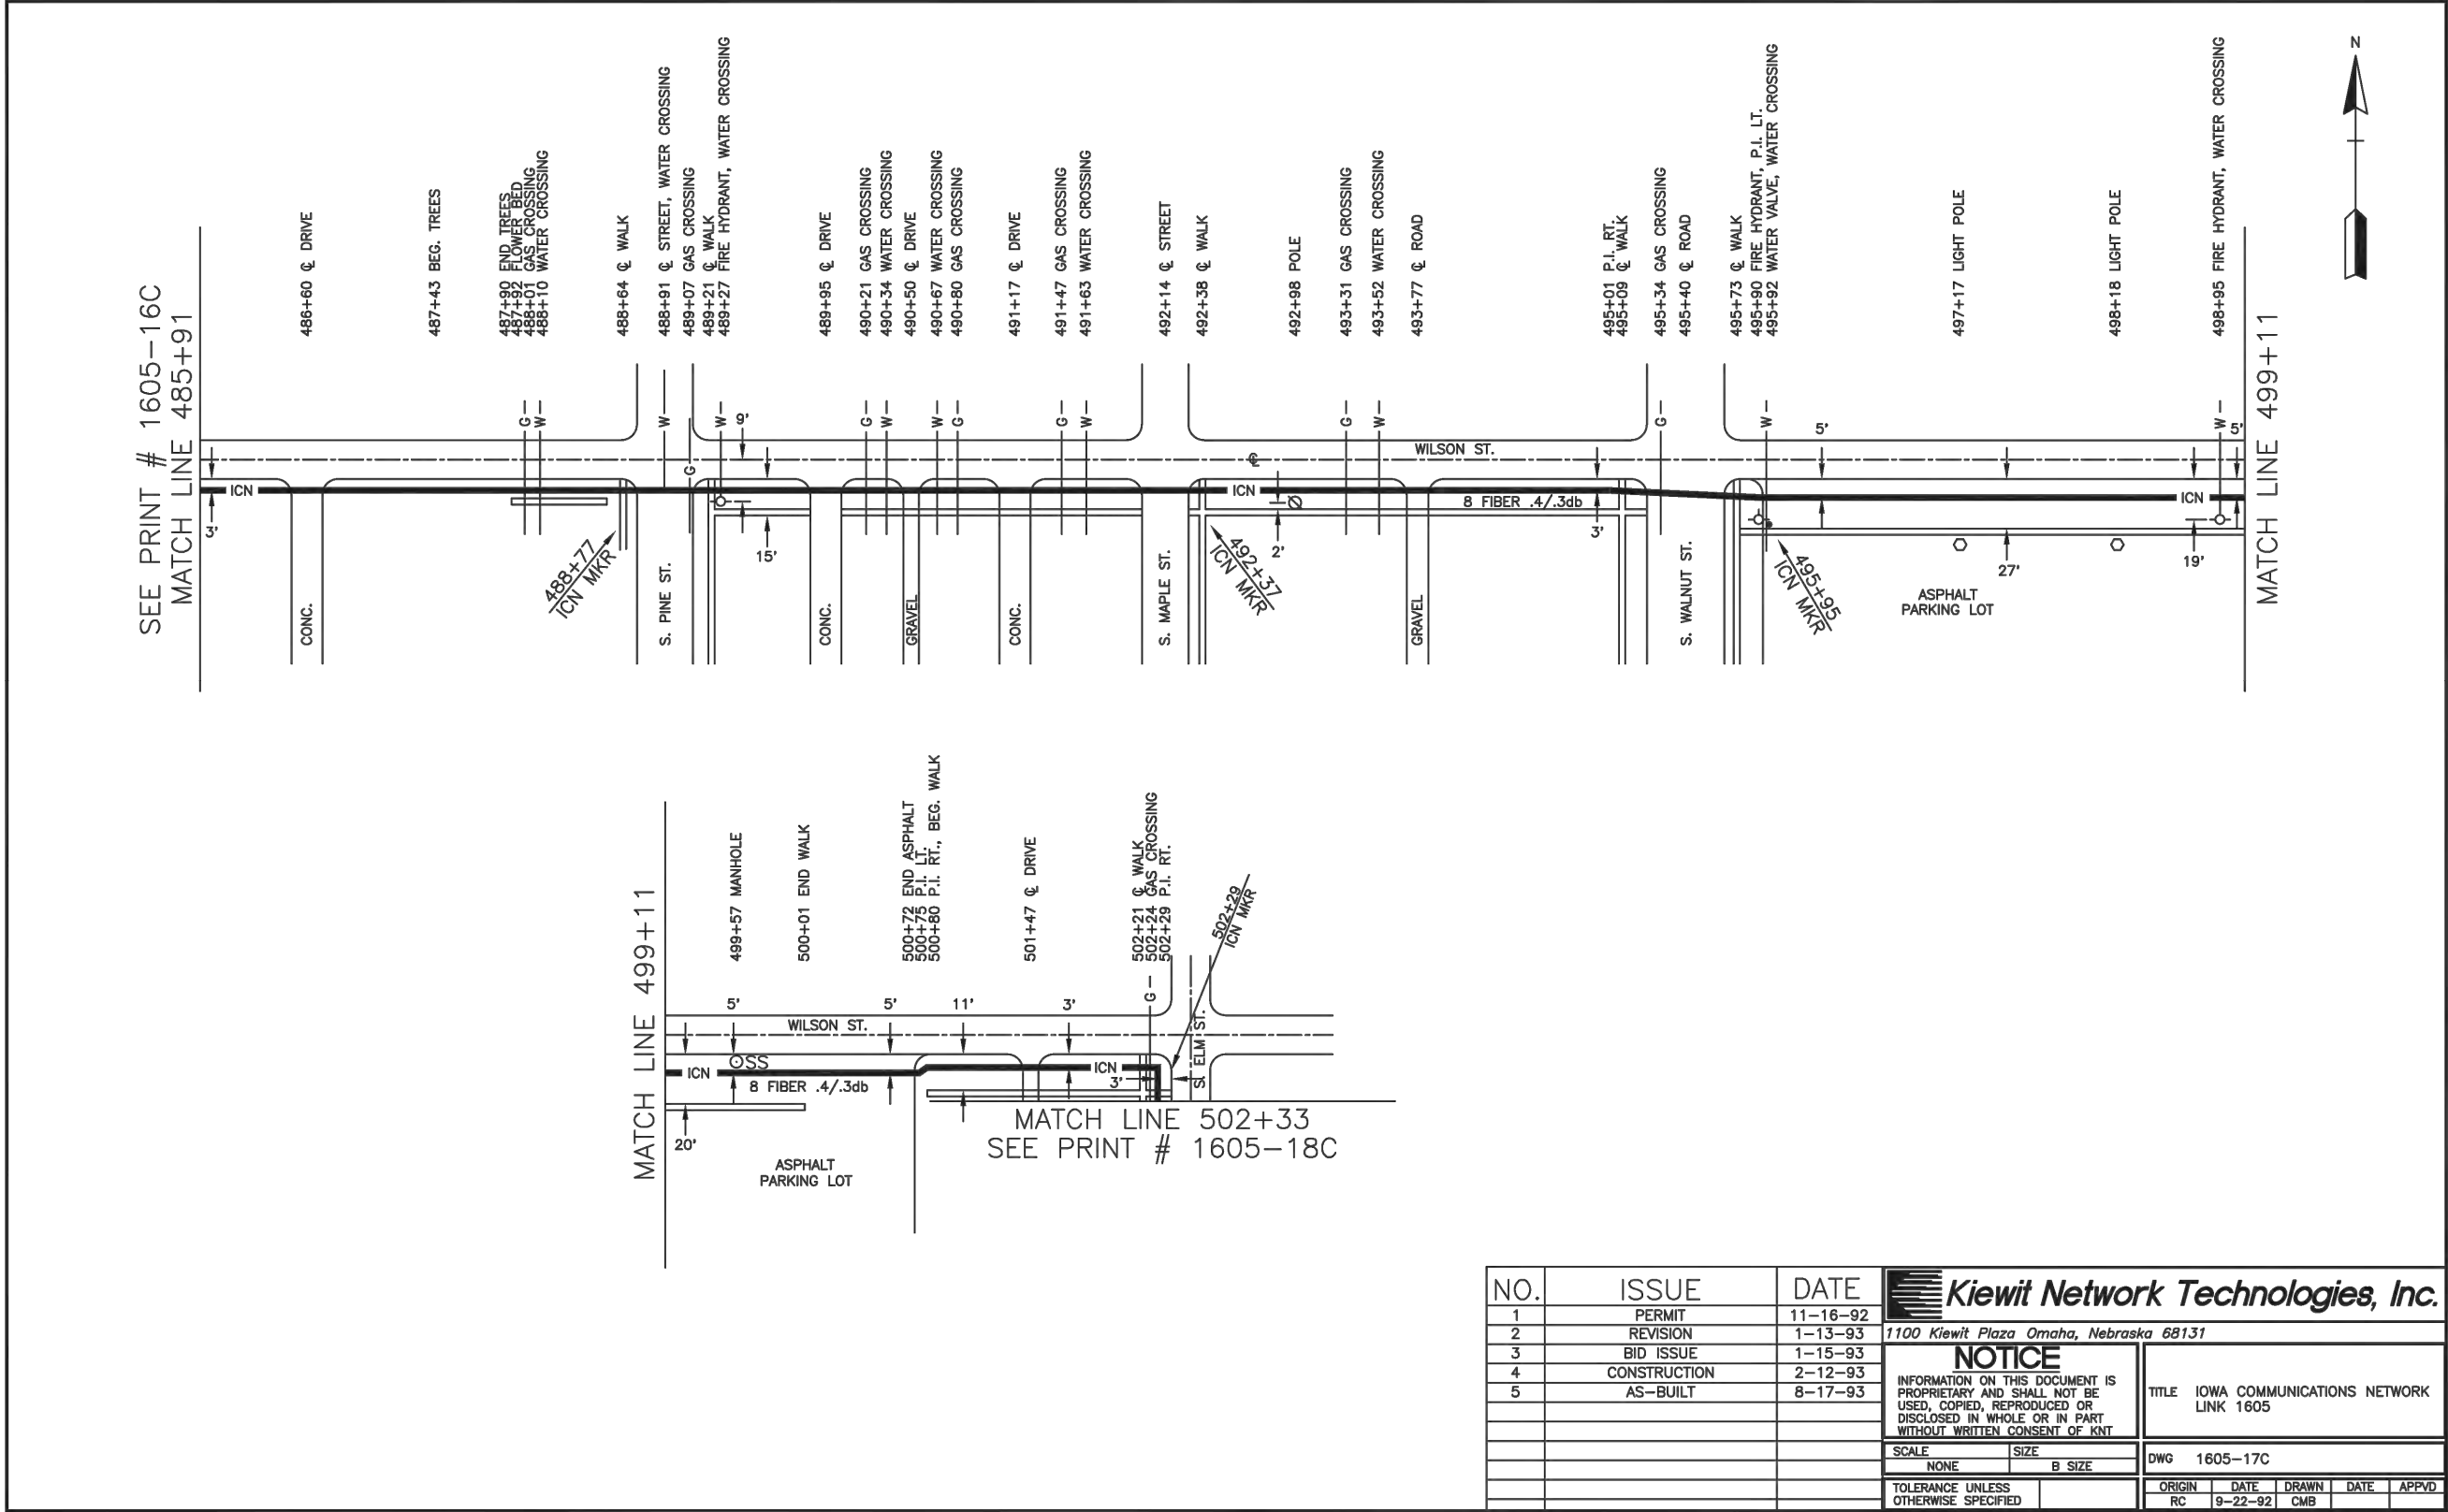 N
SEE PRINT # 1605-16C
MATCH LINE 485+91
486+60 ℄ DRIVE
487+43 BEG. TREES
487+90 END TREES
487+92 FLOWER BED
488+01 GAS CROSSING
488+10 WATER CROSSING
488+64 ℄ WALK
488+91 ℄ STREET, WATER CROSSING
489+07 GAS CROSSING
489+21 ℄ WALK
489+27 FIRE HYDRANT, WATER CROSSING
489+95 ℄ DRIVE
490+21 GAS CROSSING
490+34 WATER CROSSING
490+50 ℄ DRIVE
490+67 WATER CROSSING
490+80 GAS CROSSING
491+17 ℄ DRIVE
491+47 GAS CROSSING
491+63 WATER CROSSING
492+14 ℄ STREET
492+38 ℄ WALK
492+98 POLE
493+31 GAS CROSSING
493+52 WATER CROSSING
493+77 ℄ ROAD
495+01 P.I. RT.
495+09 ℄ WALK
495+34 GAS CROSSING
495+40 ℄ ROAD
495+73 ℄ WALK
495+90 FIRE HYDRANT, P.I. LT.
495+92 WATER VALVE, WATER CROSSING
497+17 LIGHT POLE
498+18 LIGHT POLE
498+95 FIRE HYDRANT, WATER CROSSING
MATCH LINE 499+11
G
W
W
G
W
9'
G
W
W
G
G
W
G
W
G
W
5'
W
5'
WILSON ST.
℄
ICN
ICN
8 FIBER .4/.3db
ICN
3'
15'
2'
3'
27'
19'
488+77
ICN MKR
492+37
ICN MKR
495+95
ICN MKR
CONC.
S. PINE ST.
CONC.
GRAVEL
CONC.
S. MAPLE ST.
GRAVEL
S. WALNUT ST.
ASPHALT
PARKING LOT
MATCH LINE 499+11
499+57 MANHOLE
500+01 END WALK
500+72 END ASPHALT
500+75 P.I. LT.
500+80 P.I. RT., BEG. WALK
501+47 ℄ DRIVE
502+21 ℄ WALK
502+24 GAS CROSSING
502+29 P.I. RT.
502+29
ICN MKR
5'
5'
11'
3'
G
WILSON ST.
S. ELM ST.
SS
ICN
ICN
3'
8 FIBER .4/.3db
20'
MATCH LINE 502+33
SEE PRINT # 1605-18C
ASPHALT
PARKING LOT
NO. ISSUE DATE
1 PERMIT 11-16-92
2 REVISION 1-13-93
3 BID ISSUE 1-15-93
4 CONSTRUCTION 2-12-93
5 AS-BUILT 8-17-93
Kiewit Network Technologies, Inc.
1100 Kiewit Plaza Omaha, Nebraska 68131
NOTICE
INFORMATION ON THIS DOCUMENT IS
PROPRIETARY AND SHALL NOT BE
USED, COPIED, REPRODUCED OR
DISCLOSED IN WHOLE OR IN PART
WITHOUT WRITTEN CONSENT OF KNT
TITLE IOWA COMMUNICATIONS NETWORK
LINK 1605
SCALE SIZE
NONE B SIZE
DWG 1605-17C
TOLERANCE UNLESS
OTHERWISE SPECIFIED
ORIGIN DATE DRAWN DATE APPVD
RC 9-22-92 CMB